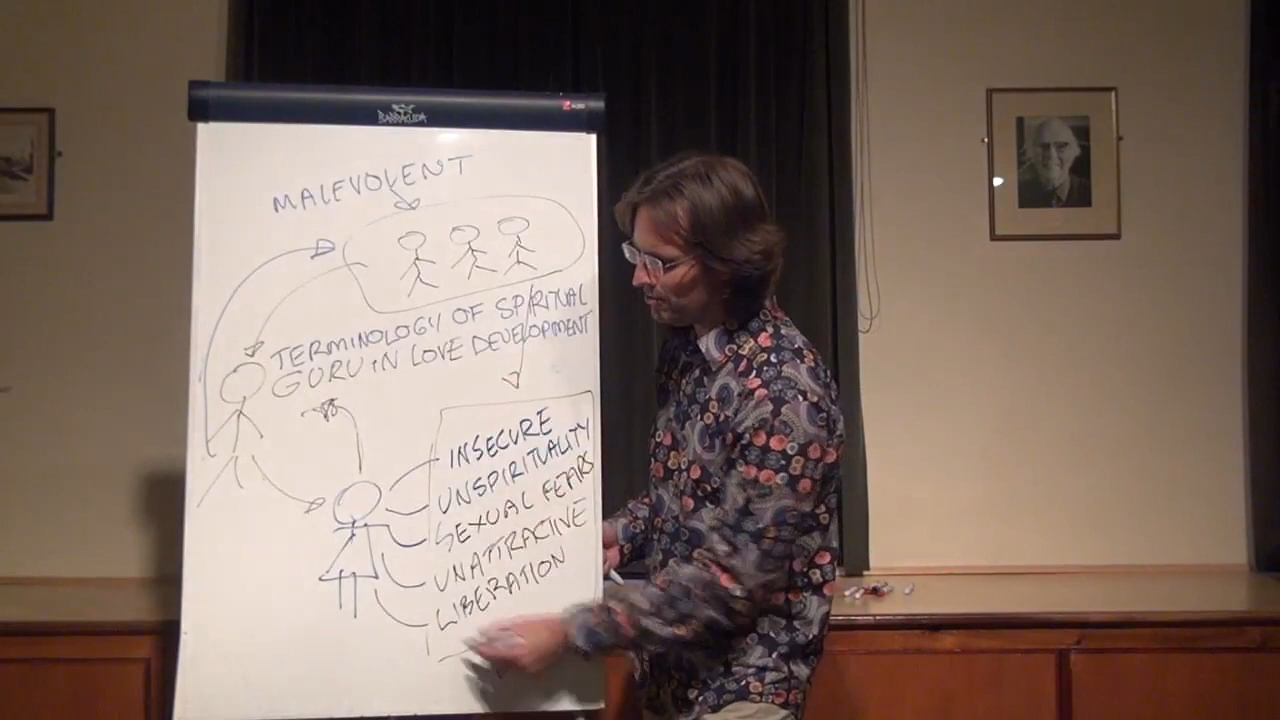 BARRACUDA
MALEVOLENT
TERMINOLOGY OF SPIRITUAL
GURU IN LOVE DEVELOPMENT
INSECURE
UNSPIRITUALITY
SEXUAL FEARS
UNATTRACTIVE
LIBERATION